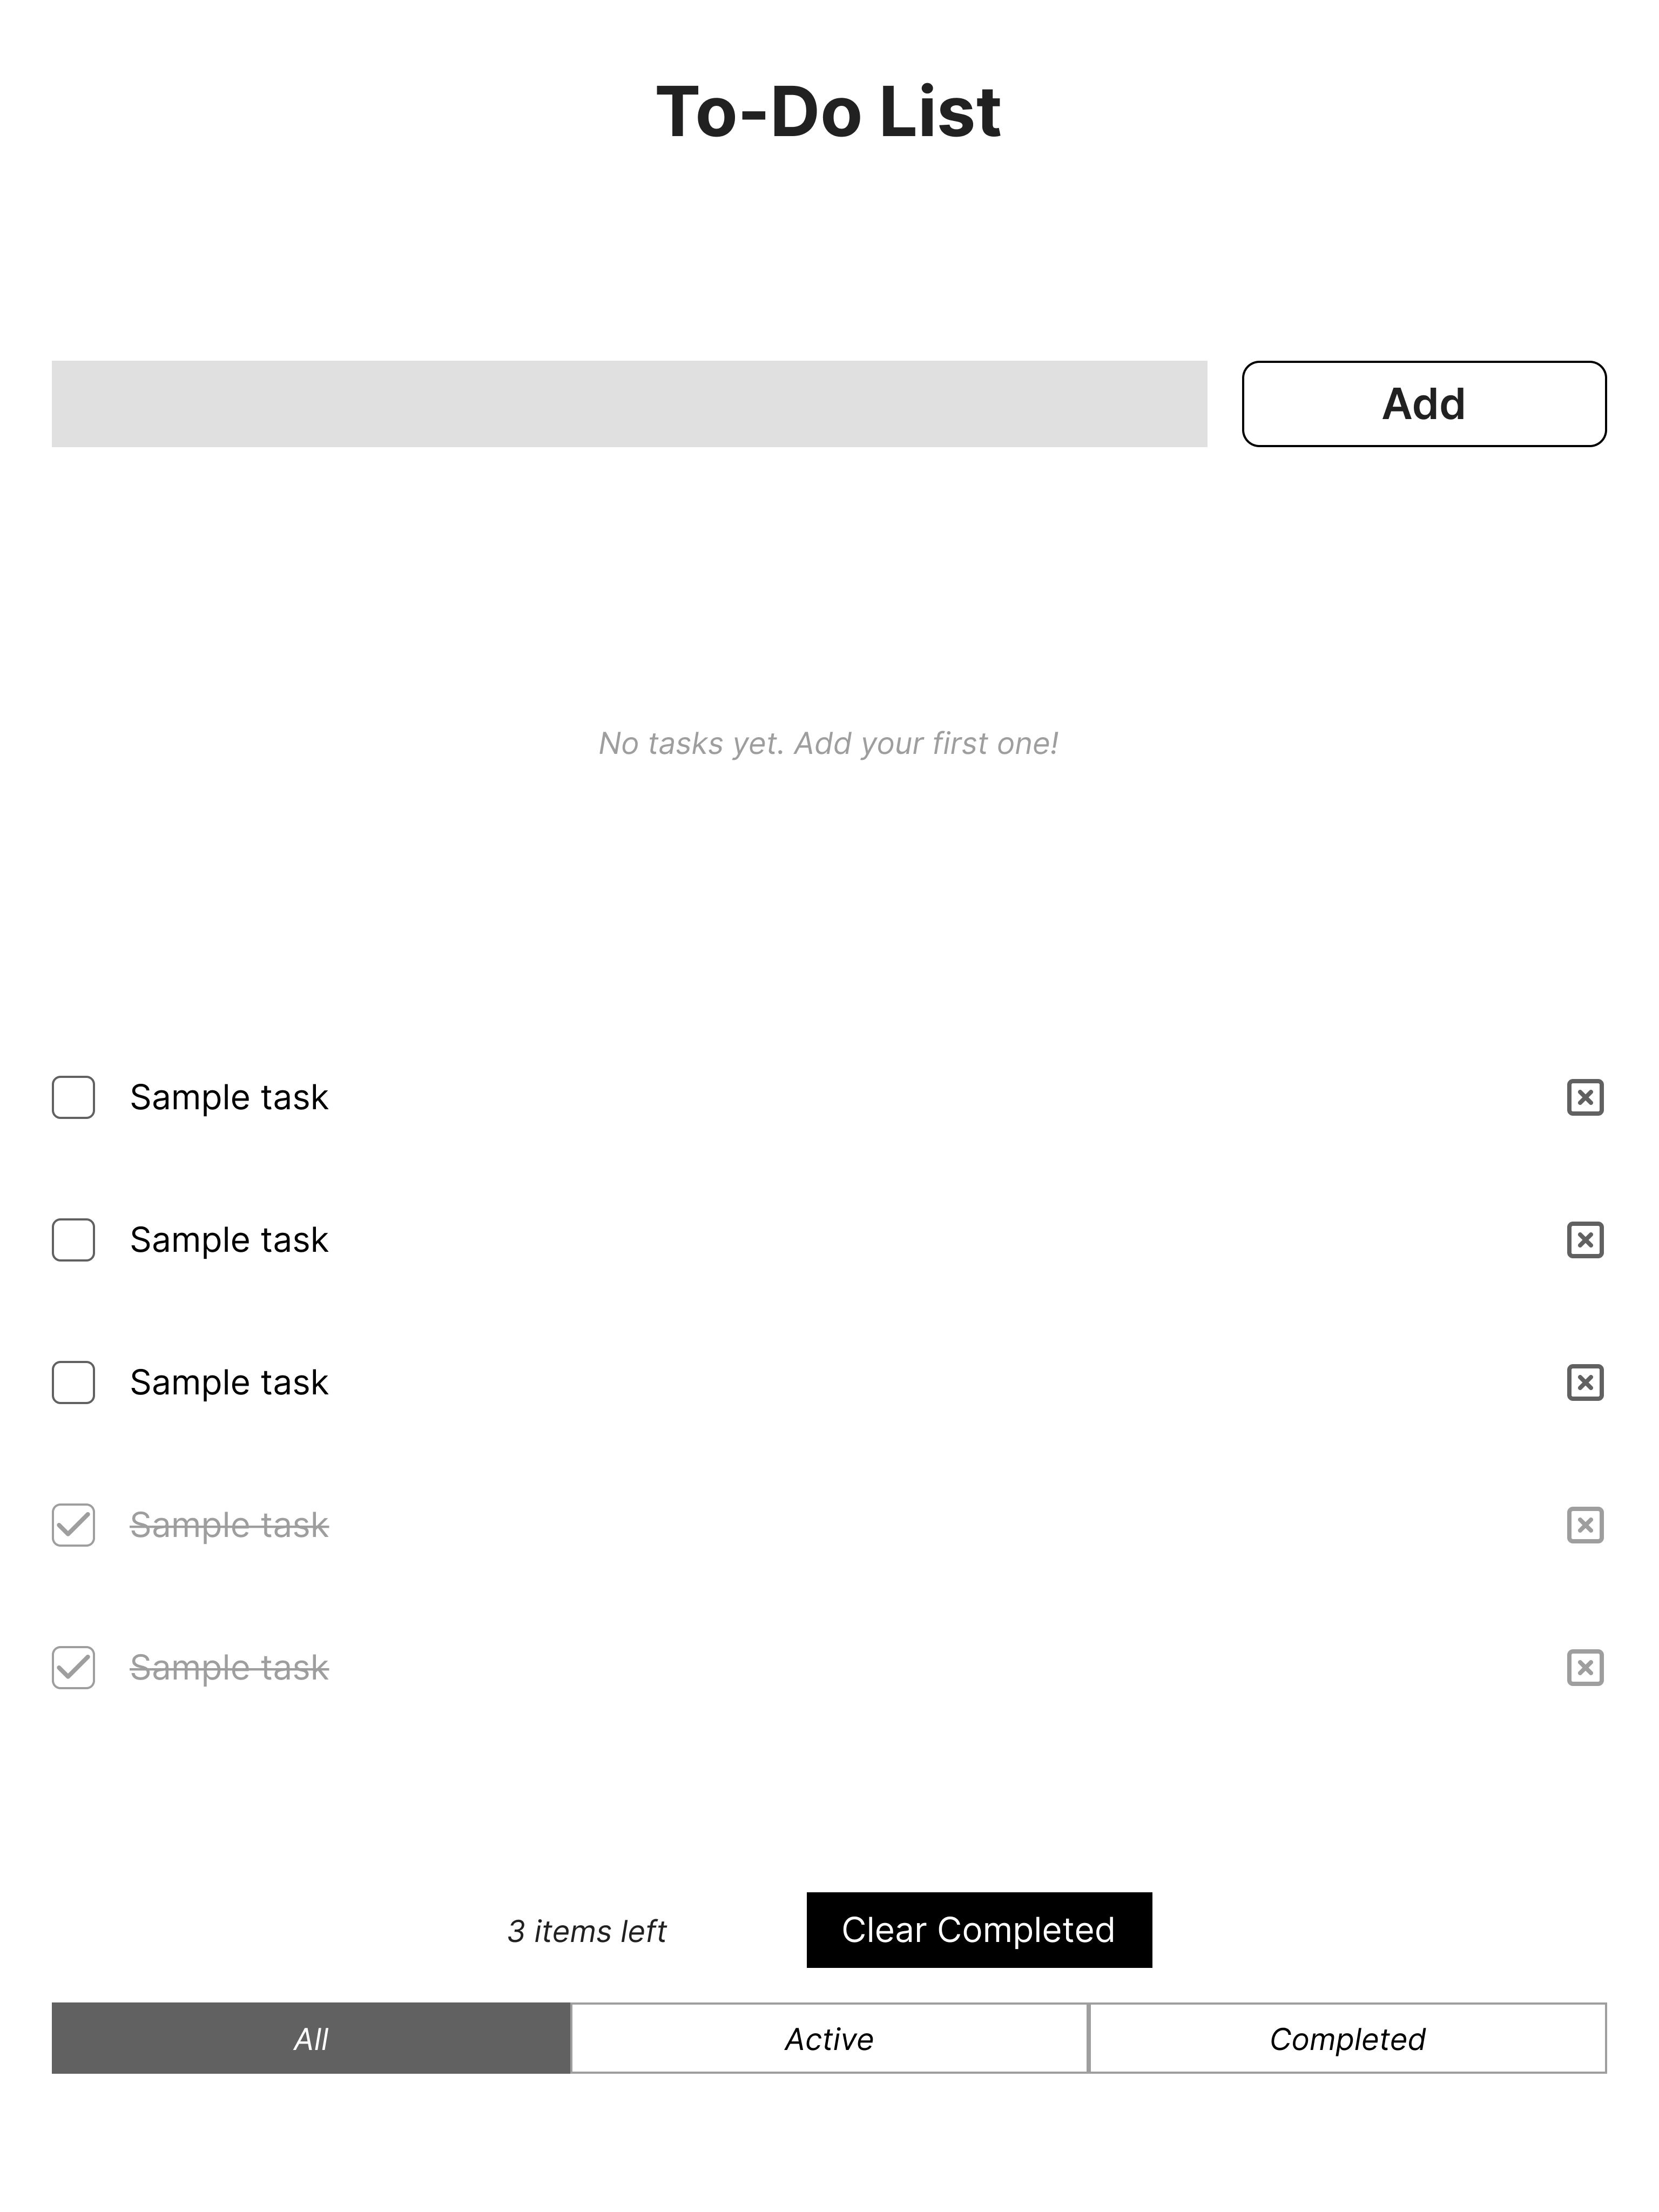 To-Do List
Add
No tasks yet. Add your first one!
Sample task
Sample task
Sample task
Sample task
Sample task
3 items left
Clear Completed
All
Active
Completed